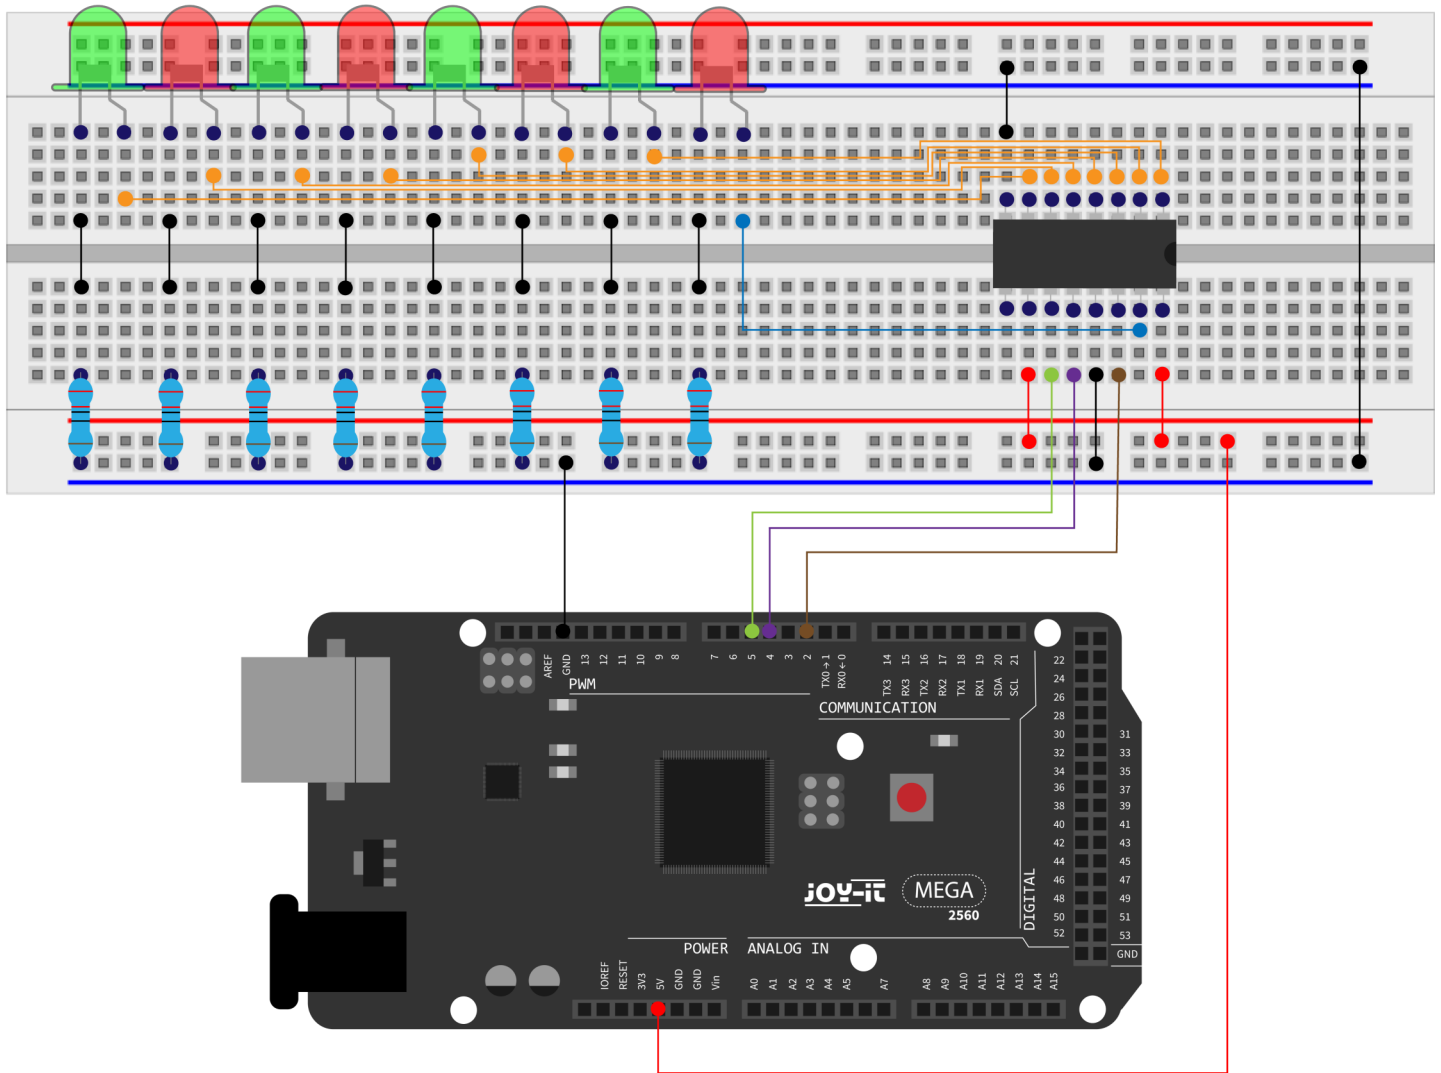 AREF GND 13 12 11 10 9 8 7 6 5 4 3 2 TX0→1 RX0←0
14 15 16 17 18 19 20 21
TX3 RX3 TX2 RX2 TX1 RX1 SDA SCL
PWM
COMMUNICATION
22
24
26
28
30 31
32 33
34 35
36 37
38 39
40 41
42 43
44 45
46 47
48 49
50 51
52 53
GND
DIGITAL
JOY-iT MEGA
2560
POWER ANALOG IN
IOREF RESET 3V3 5V GND GND Vin A0 A1 A2 A3 A4 A5 A7 A8 A9 A10 A11 A12 A13 A14 A15